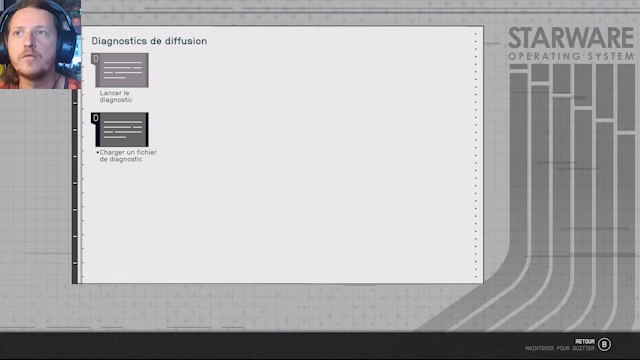 Diagnostics de diffusion
STARWARE
OPERATING SYSTEM
Lancer le
diagnostic
•Charger un fichier
de diagnostic
RETOUR
MAINTENIR POUR QUITTER
B